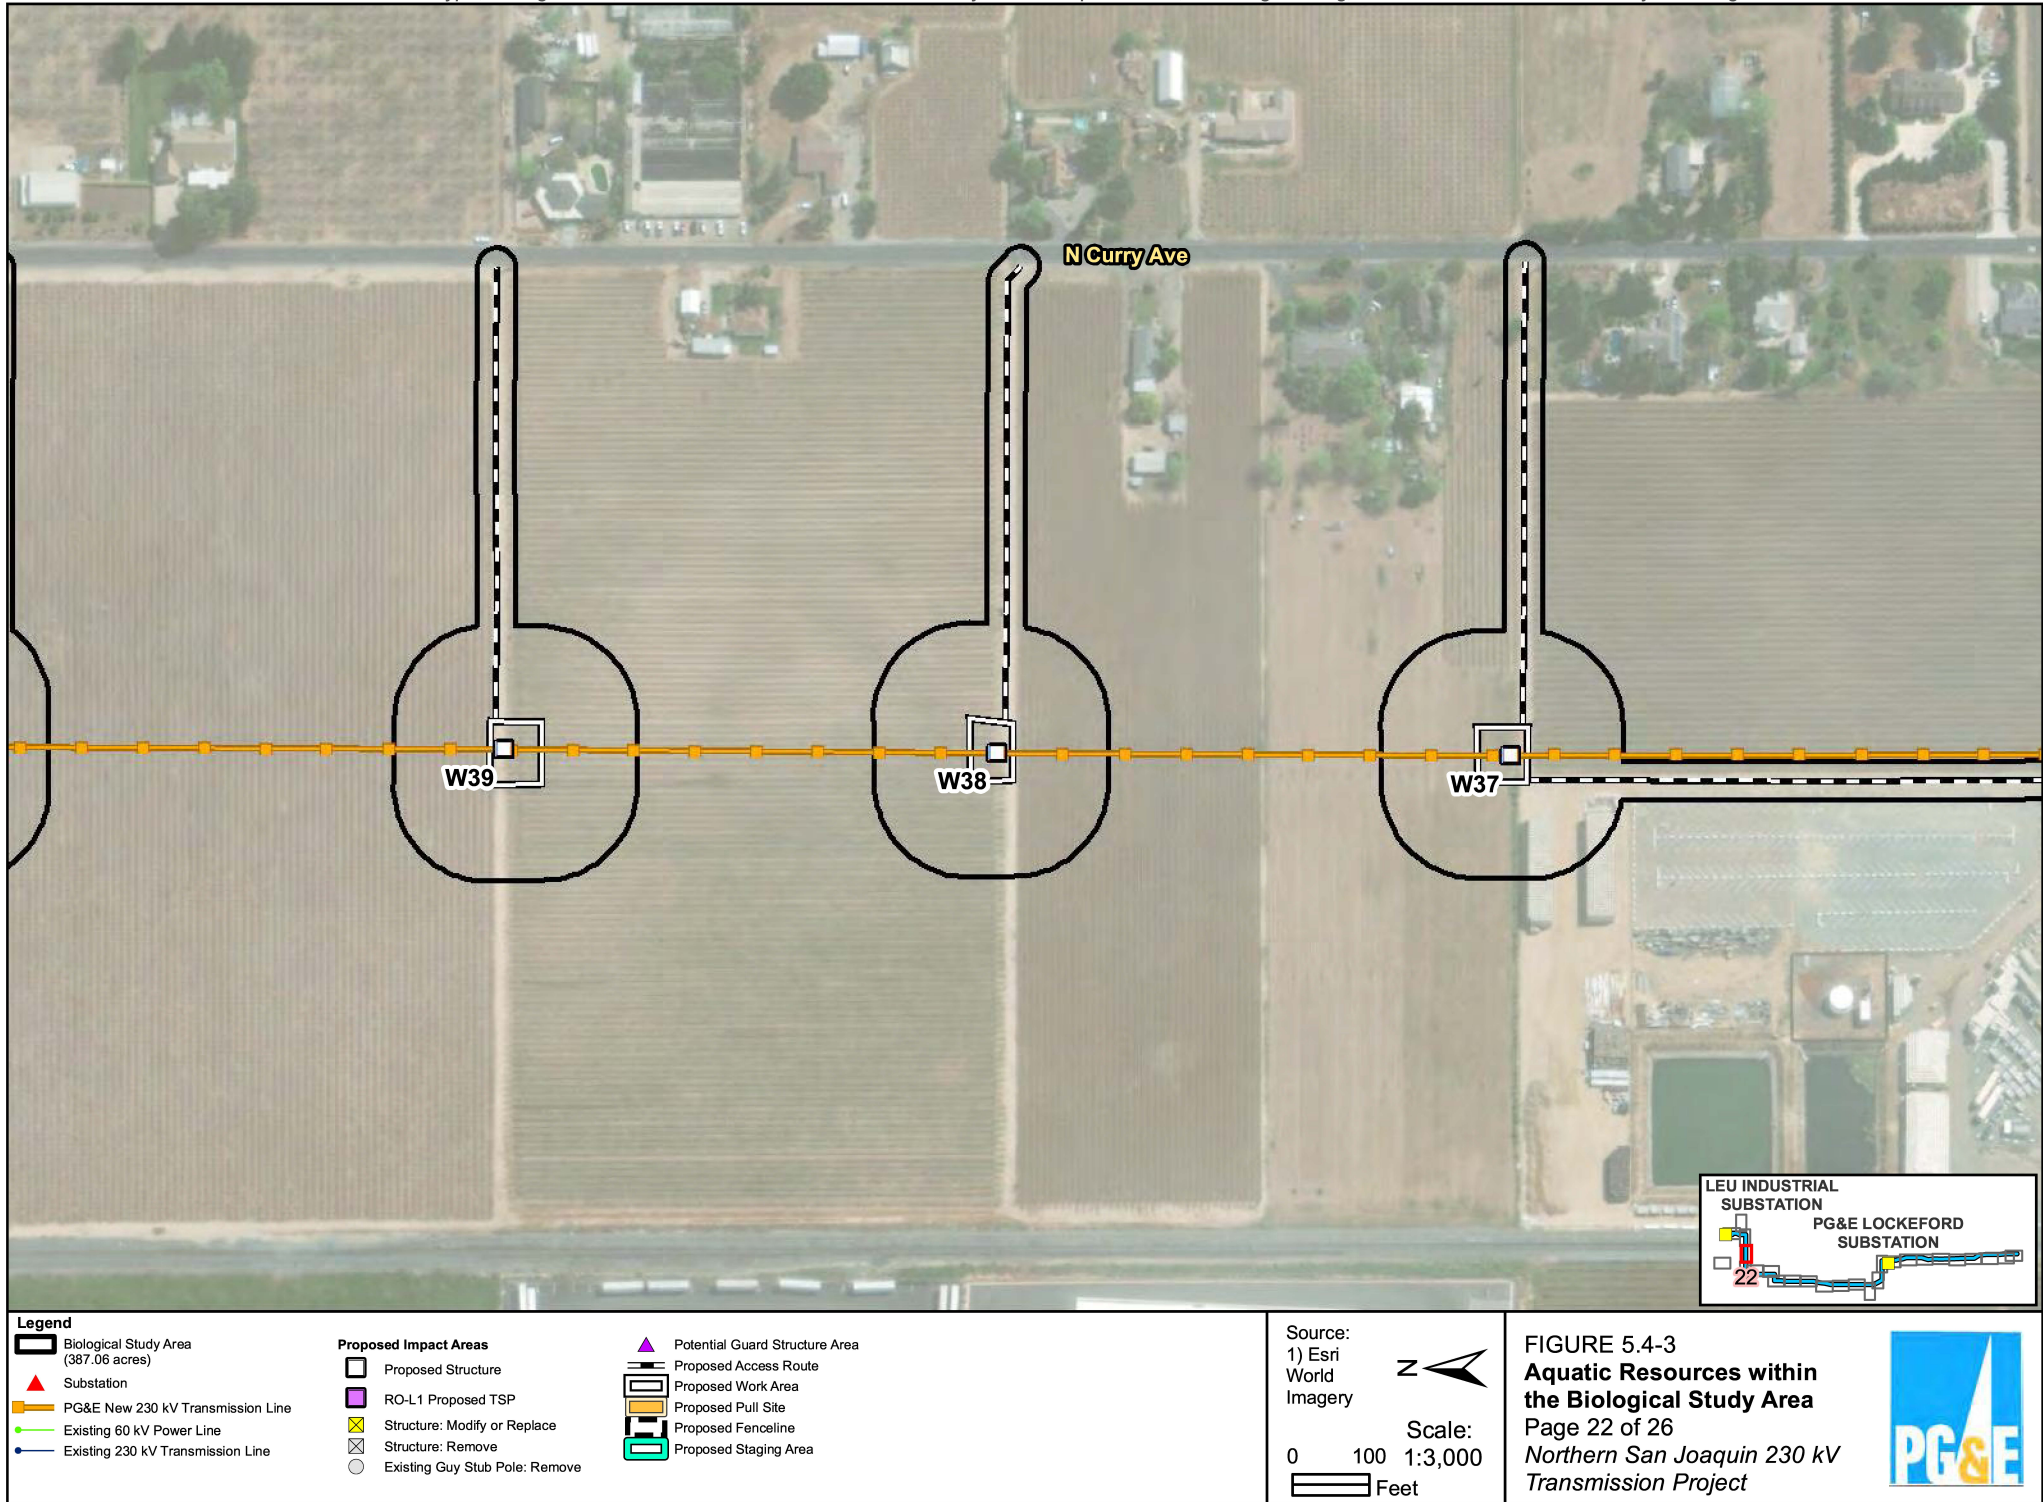 N Curry Ave
W39
W38
W37
LEU INDUSTRIAL
SUBSTATION
PG&E LOCKEFORD
SUBSTATION
22
Legend
Biological Study Area
(387.06 acres)
Substation
PG&E New 230 kV Transmission Line
Existing 60 kV Power Line
Existing 230 kV Transmission Line
Proposed Impact Areas
Proposed Structure
RO-L1 Proposed TSP
Structure: Modify or Replace
Structure: Remove
Existing Guy Stub Pole: Remove
Potential Guard Structure Area
Proposed Access Route
Proposed Work Area
Proposed Pull Site
Proposed Fenceline
Proposed Staging Area
Source:
1) Esri
World
Imagery
N
Scale:
1:3,000
0 100
Feet
FIGURE 5.4-3
Aquatic Resources within
the Biological Study Area
Page 22 of 26
Northern San Joaquin 230 kV
Transmission Project
PG&E